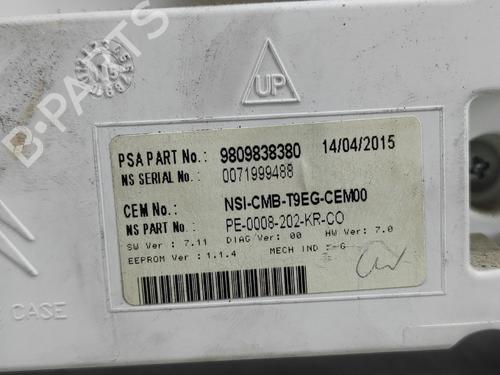 B-PARTS
UP
PSA PART No.: 9809838380 14/04/2015
NS SERIAL No.: 0071999488
CEM No.: NSI-CMB-T9EG-CEM00
NS PART No.: PE-0008-202-KR-CO
SW Ver : 7.11 DIAG Ver: 00 HW Ver: 7.0
EEPROM Ver : 1.1.4 MECH IND
CASE